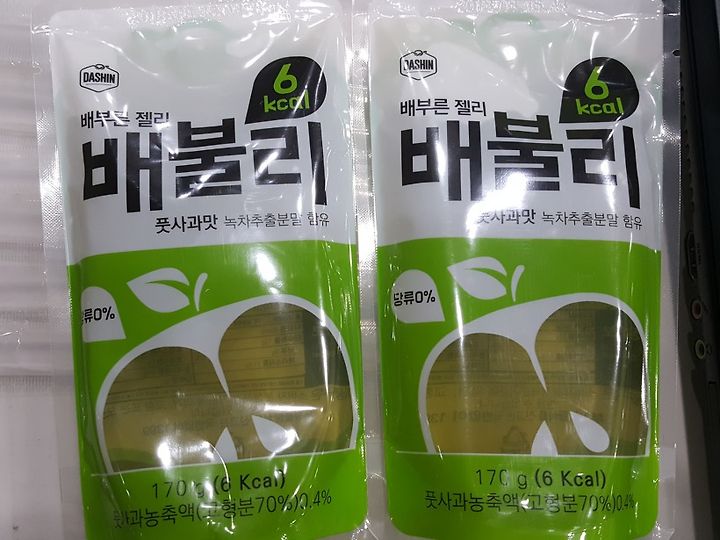 DASHIN
6
kcal
배부른 젤리
배불리
풋사과맛 녹차추출분말 함유
당류0%
170 g (6 Kcal)
풋사과농축액(고형분70%)0.4%
DASHIN
6
kcal
배부른 젤리
배불리
풋사과맛 녹차추출분말 함유
당류0%
170 g (6 Kcal)
풋사과농축액(고형분70%)0.4%